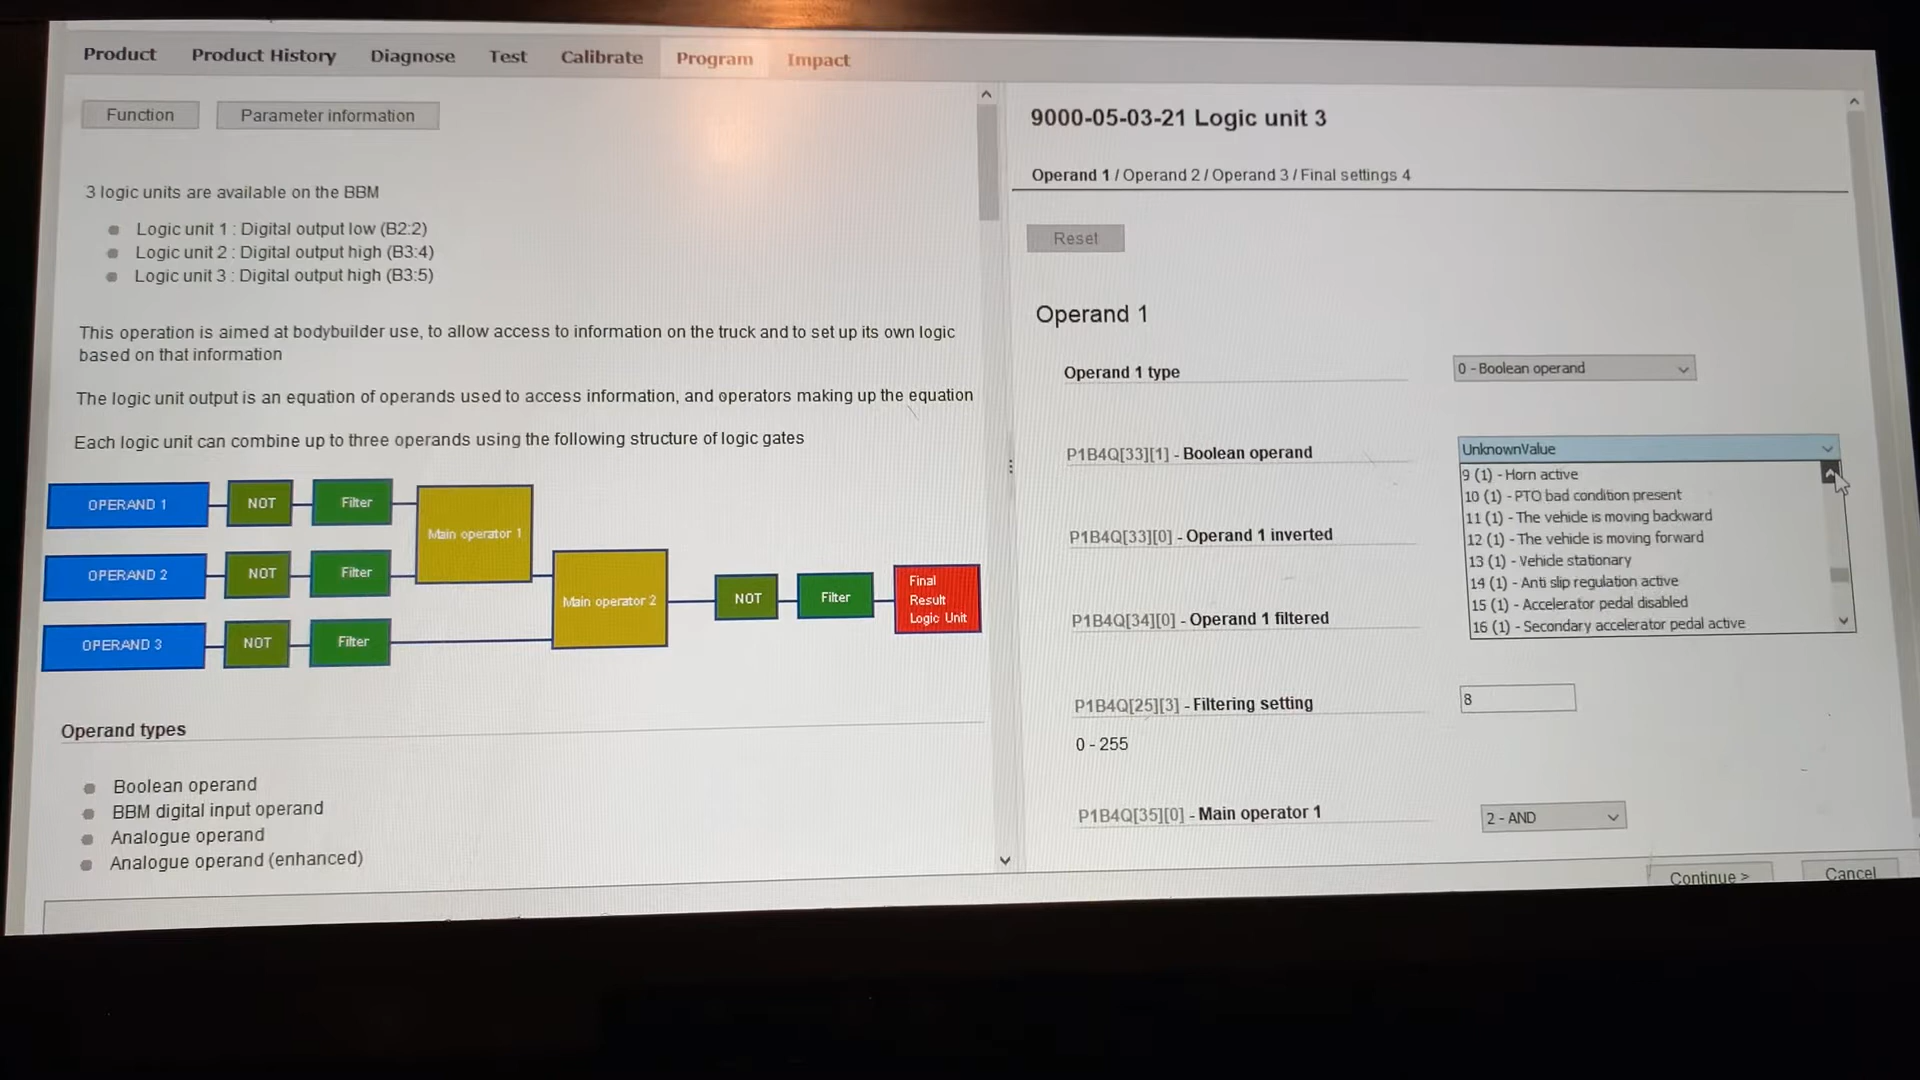 Product Product History Diagnose Test Calibrate Program Impact
Function Parameter information
3 logic units are available on the BBM
Logic unit 1 : Digital output low (B2:2)
Logic unit 2 : Digital output high (B3:4)
Logic unit 3 : Digital output high (B3:5)
This operation is aimed at bodybuilder use, to allow access to information on the truck and to set up its own logic
based on that information
The logic unit output is an equation of operands used to access information, and operators making up the equation
Each logic unit can combine up to three operands using the following structure of logic gates
OPERAND 1 NOT Filter
Main operator 1
OPERAND 2 NOT Filter
Main operator 2
NOT Filter
Final
Result
Logic Unit
OPERAND 3 NOT Filter
Operand types
Boolean operand
BBM digital input operand
Analogue operand
Analogue operand (enhanced)
9000-05-03-21 Logic unit 3
Operand 1 / Operand 2 / Operand 3 / Final settings 4
Reset
Operand 1
Operand 1 type 0 - Boolean operand
P1B4Q[33][1] - Boolean operand UnknownValue
9 (1) - Horn active
10 (1) - PTO bad condition present
11 (1) - The vehicle is moving backward
12 (1) - The vehicle is moving forward
13 (1) - Vehicle stationary
14 (1) - Anti slip regulation active
15 (1) - Accelerator pedal disabled
16 (1) - Secondary accelerator pedal active
P1B4Q[33][0] - Operand 1 inverted
P1B4Q[34][0] - Operand 1 filtered
P1B4Q[25][3] - Filtering setting 8
0 - 255
P1B4Q[35][0] - Main operator 1 2 - AND
Continue > Cancel